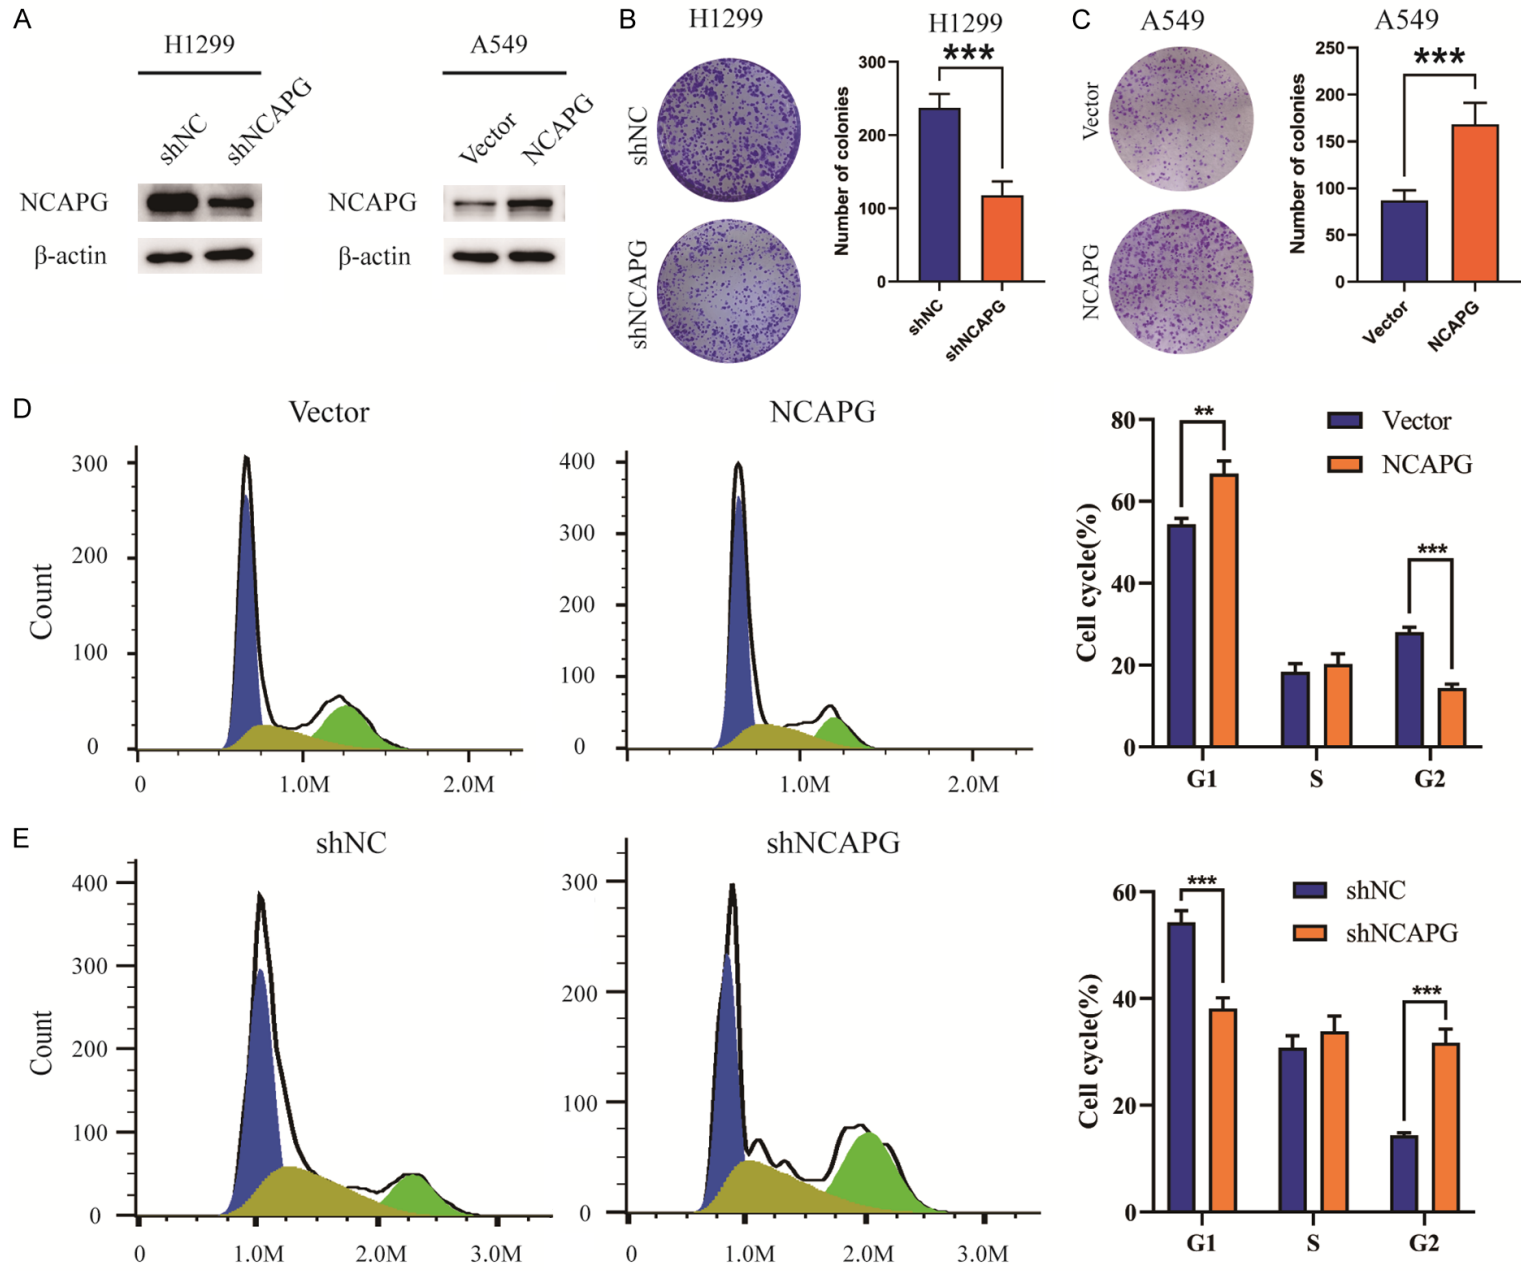 A
H1299
shNC
shNCAPG
A549
Vector
NCAPG
NCAPG
β-actin
NCAPG
β-actin
B
H1299
shNC
shNCAPG
H1299
***
Number of colonies
300
200
100
0
shNC
shNCAPG
C
A549
Vector
NCAPG
A549
***
Number of colonies
250
200
150
100
50
0
Vector
NCAPG
D
Vector
Count
300
200
100
0
0
1.0M
2.0M
NCAPG
400
300
200
100
0
1.0M
2.0M
Cell cycle(%)
80
60
40
20
0
**
***
Vector
NCAPG
G1
S
G2
E
shNC
Count
400
300
200
100
0
0
1.0M
2.0M
3.0M
shNCAPG
300
200
100
0
0
1.0M
2.0M
3.0M
Cell cycle(%)
60
40
20
0
***
***
shNC
shNCAPG
G1
S
G2